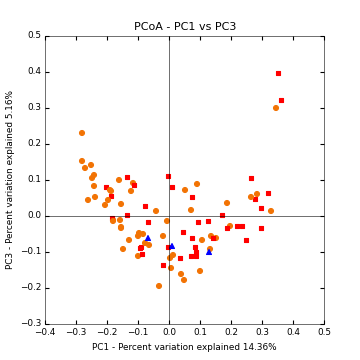 PCoA - PC1 vs PC3
0.5
0.4
0.3
0.2
0.1
0.0
−0.1
−0.2
−0.3
PC3 - Percent variation explained 5.16%
−0.4 −0.3 −0.2 −0.1 0.0 0.1 0.2 0.3 0.4 0.5
PC1 - Percent variation explained 14.36%